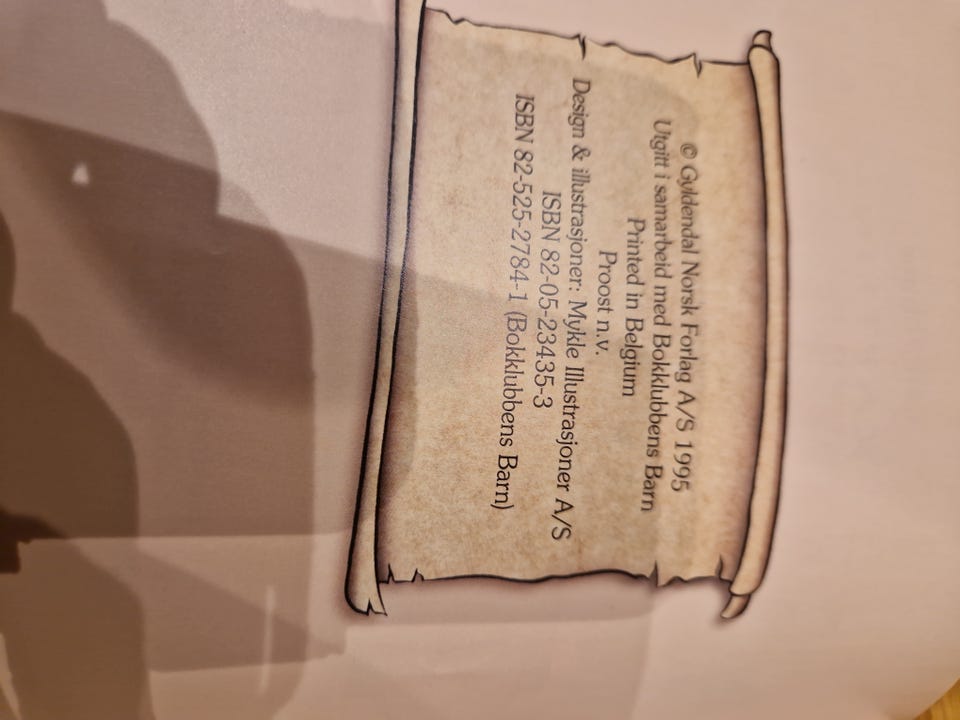 © Gyldendal Norsk Forlag A/S 1995
Utgitt i samarbeid med Bokklubbens Barn
Printed in Belgium
Proost n.v.
Design & illustrasjoner: Mykle Illustrasjoner A/S
ISBN 82-05-23435-3
ISBN 82-525-2784-1 (Bokklubbens Barn)